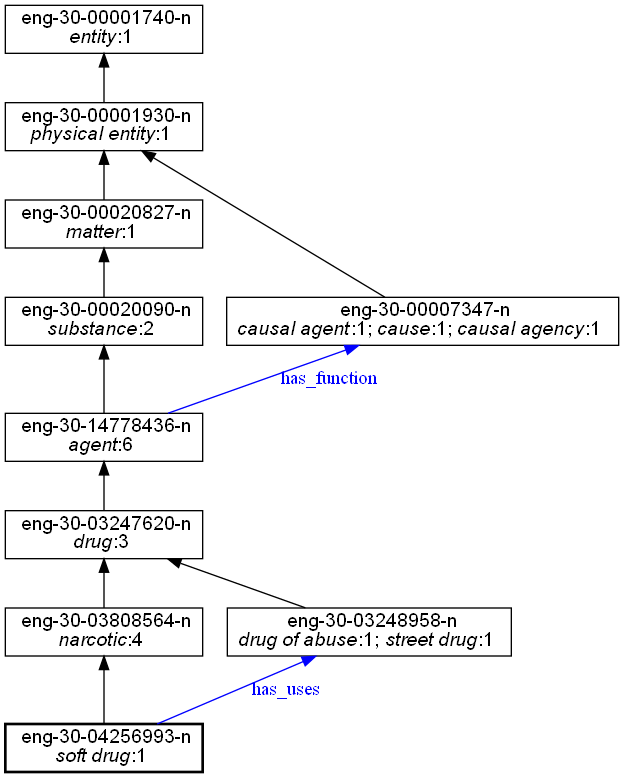 eng-30-00001740-n
entity:1
eng-30-00001930-n
physical entity:1
eng-30-00020827-n
matter:1
eng-30-00020090-n
substance:2
eng-30-00007347-n
causal agent:1; cause:1; causal agency:1
has_function
eng-30-14778436-n
agent:6
eng-30-03247620-n
drug:3
eng-30-03808564-n
narcotic:4
eng-30-03248958-n
drug of abuse:1; street drug:1
has_uses
eng-30-04256993-n
soft drug:1